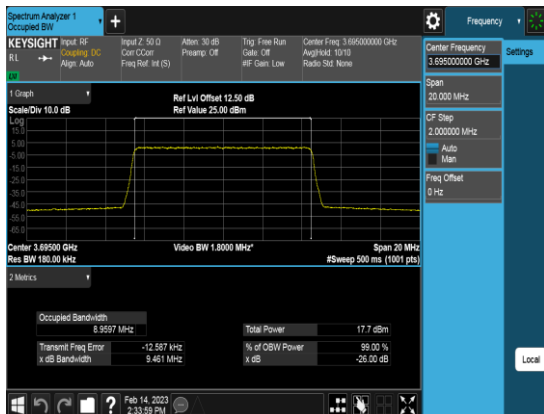 Spectrum Analyzer 1
Occupied BW
Frequency
KEYSIGHT
RL
Input: RF
Coupling: DC
Align: Auto
Input Z: 50 Ω
Corr CCorr
Freq Ref: Int (S)
Atten: 30 dB
Preamp: Off
Trig: Free Run
Gate: Off
#IF Gain: Low
Center Freq: 3.695000000 GHz
Avg|Hold: 10/10
Radio Std: None
Center Frequency
3.695000000 GHz
Settings
Span
20.000 MHz
CF Step
2.000000 MHz
Auto
Man
Freq Offset
0 Hz
1 Graph
Scale/Div 10.0 dB
Ref Lvl Offset 12.50 dB
Ref Value 25.00 dBm
Log
15.0
5.00
-5.00
-15.0
-25.0
-35.0
-45.0
-55.0
-65.0
Center 3.69500 GHz
Res BW 180.00 kHz
Video BW 1.8000 MHz*
Span 20 MHz
#Sweep 500 ms (1001 pts)
2 Metrics
Occupied Bandwidth
8.9597 MHz
Total Power 17.7 dBm
Transmit Freq Error -12.587 kHz
% of OBW Power 99.00 %
x dB Bandwidth 9.461 MHz
x dB -26.00 dB
Local
?
Feb 14, 2023
2:33:59 PM